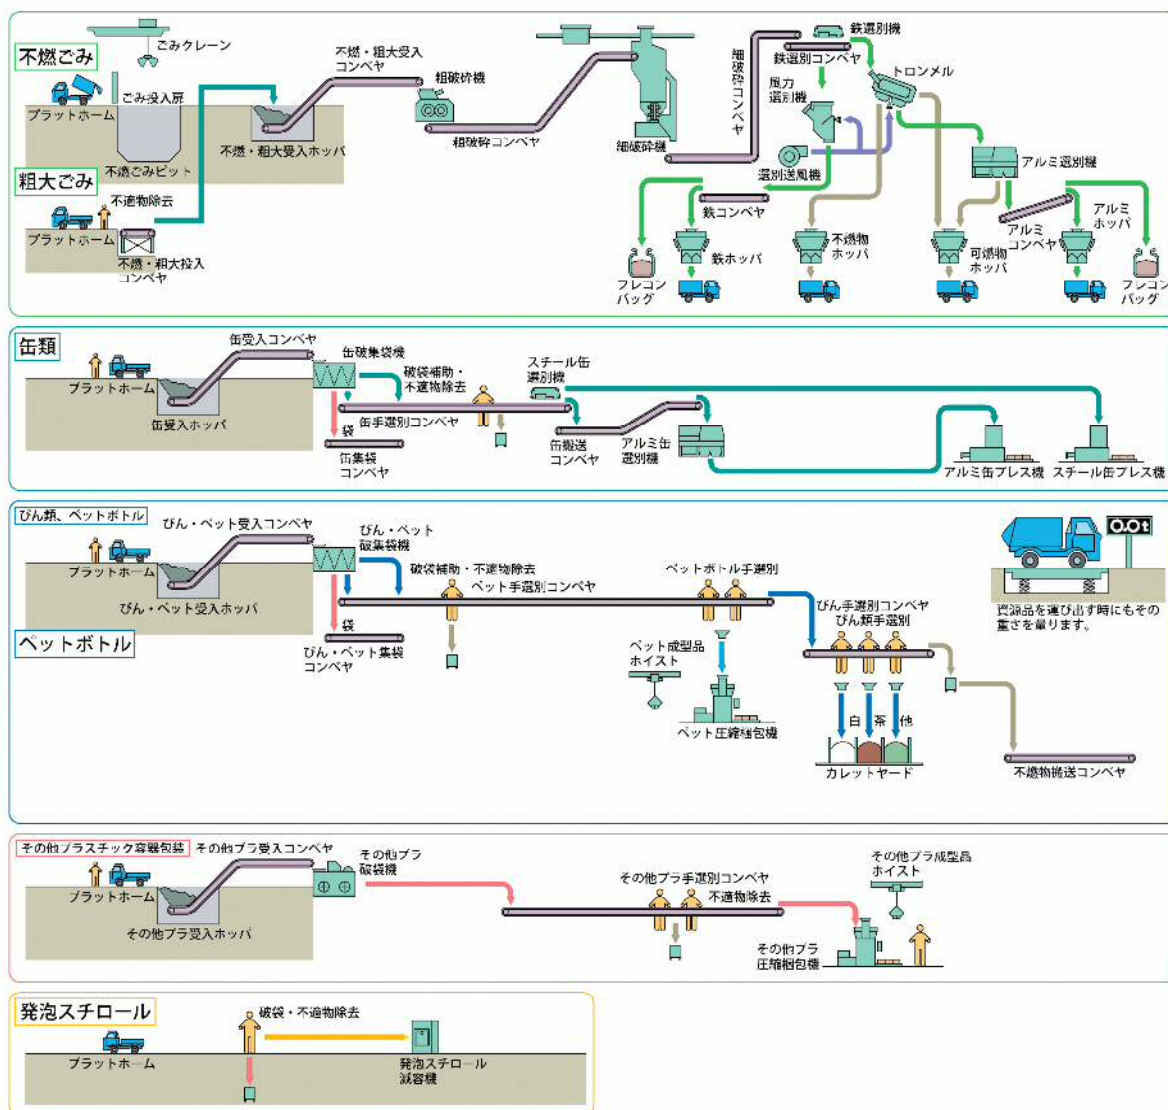 不燃ごみ
ごみクレーン
ごみ投入扉
プラットホーム
不燃ごみピット
粗大ごみ
不適物除去
プラットホーム
不燃・粗大投入
コンベヤ
不燃・粗大受入
コンベヤ
不燃・粗大受入ホッパ
粗破砕機
粗破砕コンベヤ
細破砕機
細破砕コンベヤ
鉄選別機
鉄選別コンベヤ
風力
選別機
トロンメル
選別送風機
アルミ選別機
鉄コンベヤ
鉄ホッパ
フレコン
バッグ
不燃物
ホッパ
可燃物
ホッパ
アルミ
コンベヤ
アルミ
ホッパ
フレコン
バッグ
缶類
プラットホーム
缶受入コンベヤ
缶受入ホッパ
缶破集袋機
破袋補助・
不適物除去
袋
缶手選別コンベヤ
缶集袋
コンベヤ
スチール缶
選別機
缶搬送
コンベヤ
アルミ缶
選別機
アルミ缶プレス機
スチール缶プレス機
びん類、ペットボトル
プラットホーム
びん・ペット受入コンベヤ
びん・ペット受入ホッパ
ペットボトル
びん・ペット
破集袋機
袋
びん・ペット集袋
コンベヤ
破袋補助・不適物除去
ペット手選別コンベヤ
ペットボトル手選別
ペット成型品
ホイスト
ペット圧縮梱包機
びん手選別コンベヤ
びん類手選別
白
茶
他
カレットヤード
不燃物搬送コンベヤ
0.0t
資源品を運び出す時にもその
重さを量ります。
その他プラスチック容器包装
プラットホーム
その他プラ受入コンベヤ
その他プラ受入ホッパ
その他プラ
破袋機
その他プラ手選別コンベヤ
不適物除去
その他プラ成型品
ホイスト
その他プラ
圧縮梱包機
発泡スチロール
プラットホーム
破袋・不適物除去
発泡スチロール
減容機